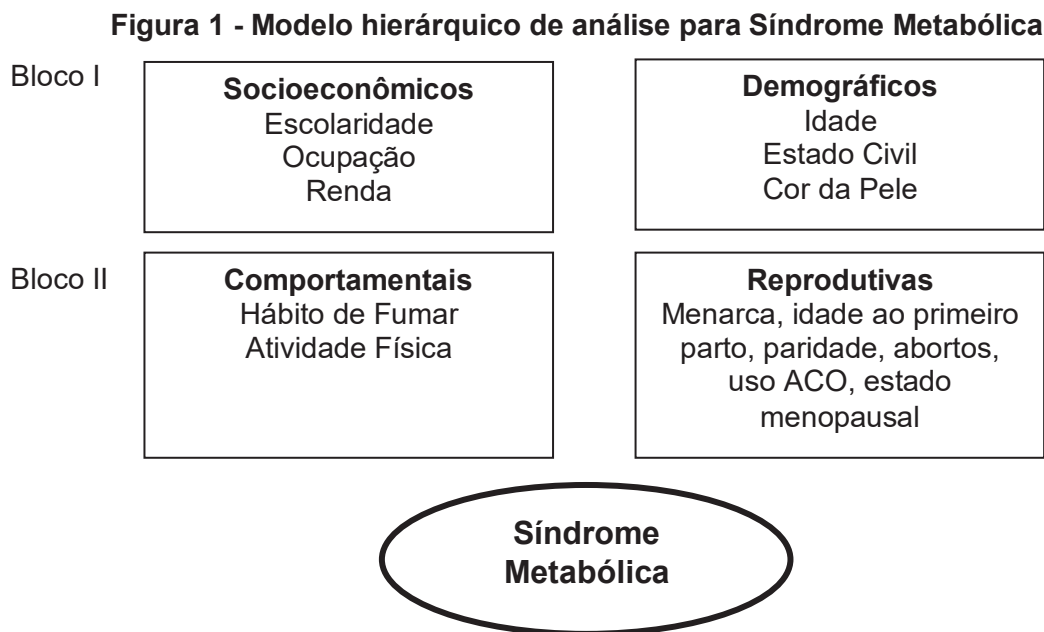 Figura 1 - Modelo hierárquico de análise para Síndrome Metabólica
Bloco I
Socioeconômicos
Escolaridade
Ocupação
Renda
Demográficos
Idade
Estado Civil
Cor da Pele
Bloco II
Comportamentais
Hábito de Fumar
Atividade Física
Reprodutivas
Menarca, idade ao primeiro
parto, paridade, abortos,
uso ACO, estado
menopausal
Síndrome
Metabólica